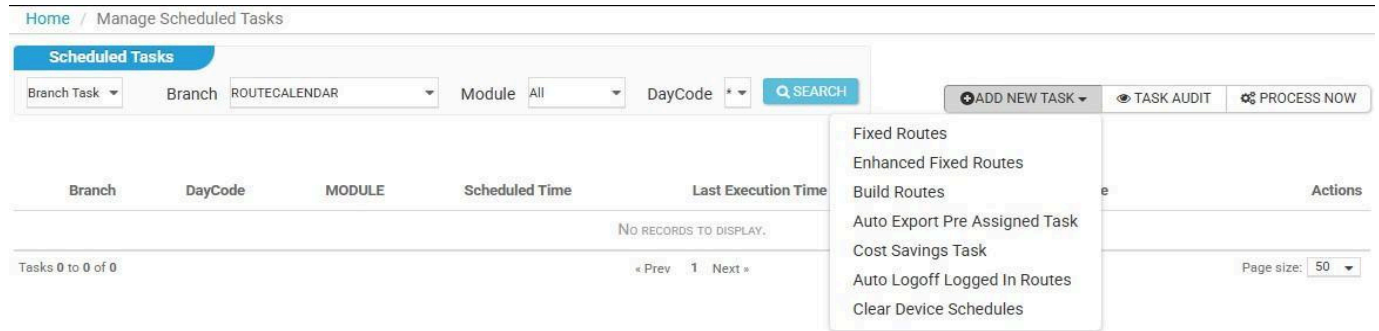 Home / Manage Scheduled Tasks
Scheduled Tasks
Branch Task Branch ROUTECALENDAR Module All DayCode * SEARCH
ADD NEW TASK TASK AUDIT PROCESS NOW
Fixed Routes
Enhanced Fixed Routes
Build Routes
Auto Export Pre Assigned Task
Cost Savings Task
Auto Logoff Logged In Routes
Clear Device Schedules
Branch DayCode MODULE Scheduled Time Last Execution Time Actions
NO RECORDS TO DISPLAY.
Tasks 0 to 0 of 0 « Prev 1 Next » Page size: 50